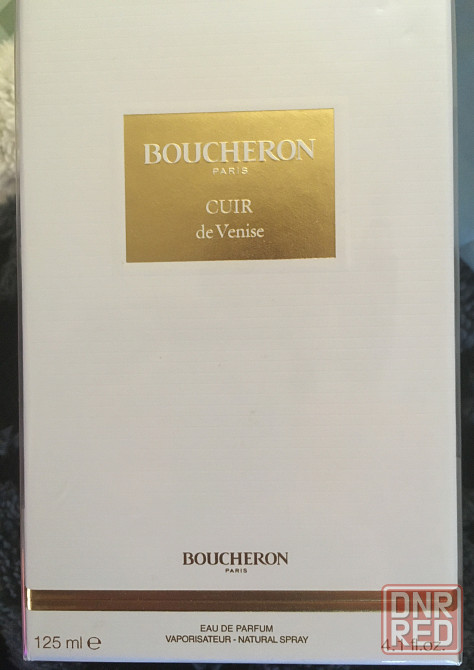 BOUCHERON
PARIS
CUIR
de Venise
BOUCHERON
PARIS
EAU DE PARFUM
125 ml ℮ VAPORISATEUR - NATURAL SPRAY 4.1 fl.oz.
DNR
RED